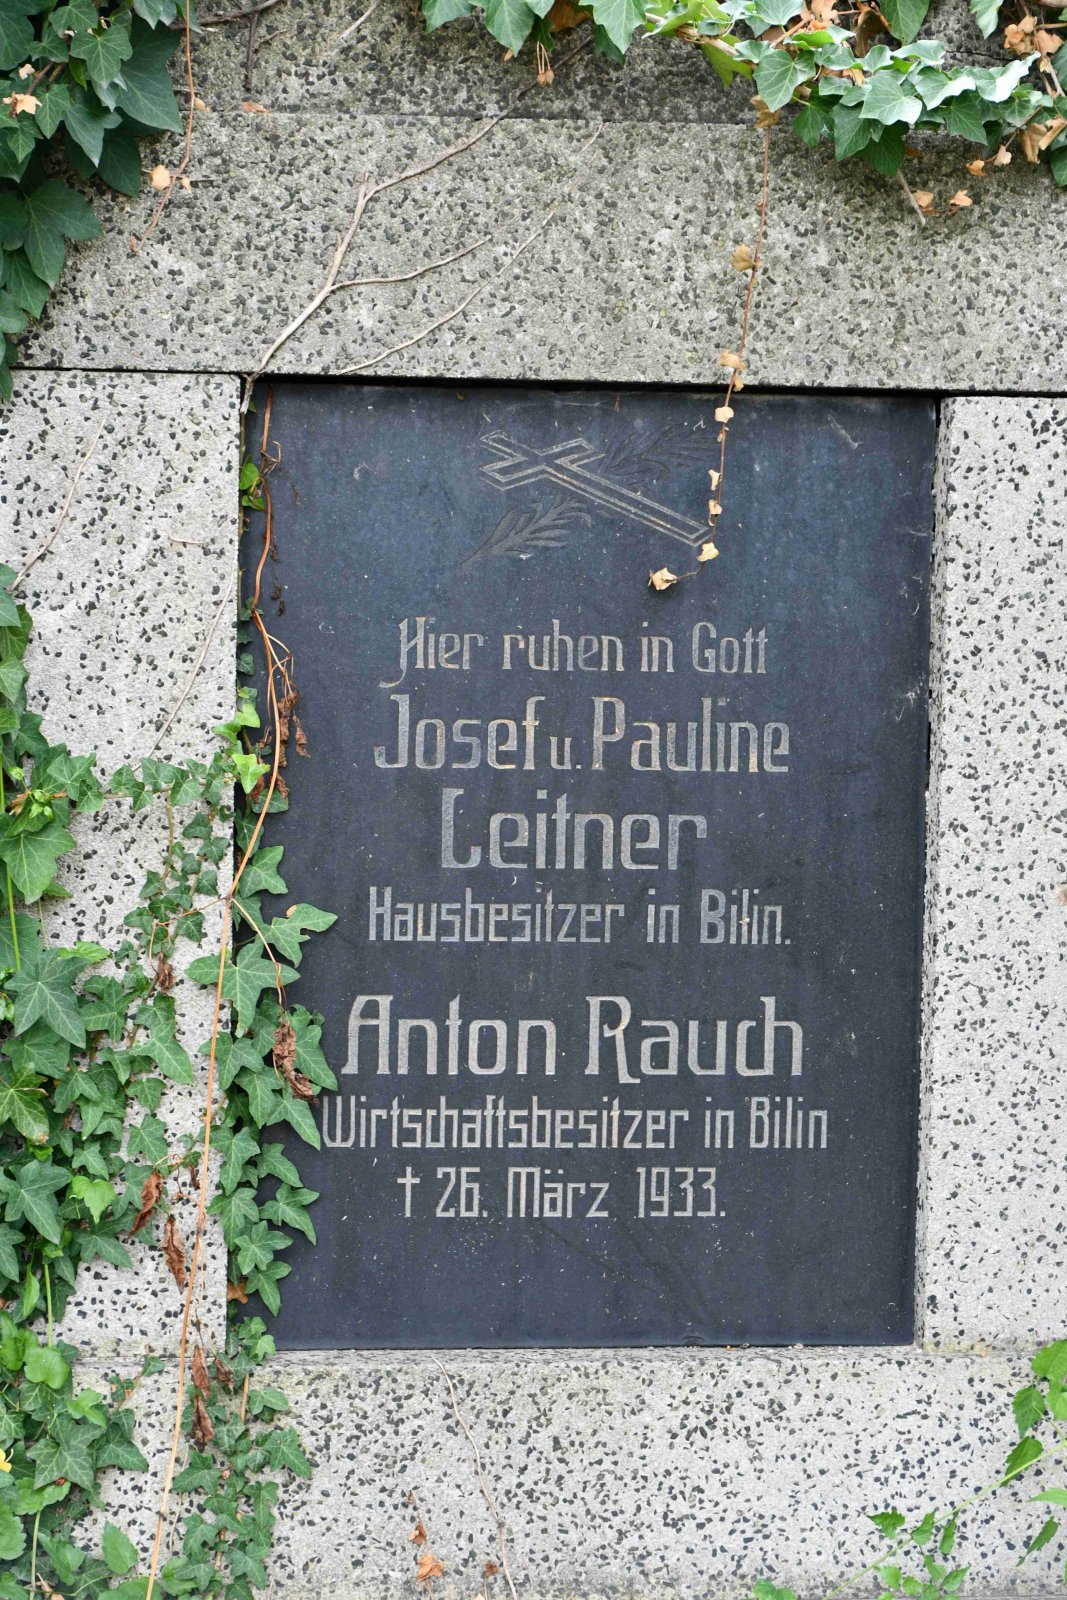 Hier ruhen in Gott
Josef u. Pauline
Leitner
Hausbesitzer in Bilin.
Anton Rauch
Wirtschaftsbesitzer in Bilin
† 26. März 1933.